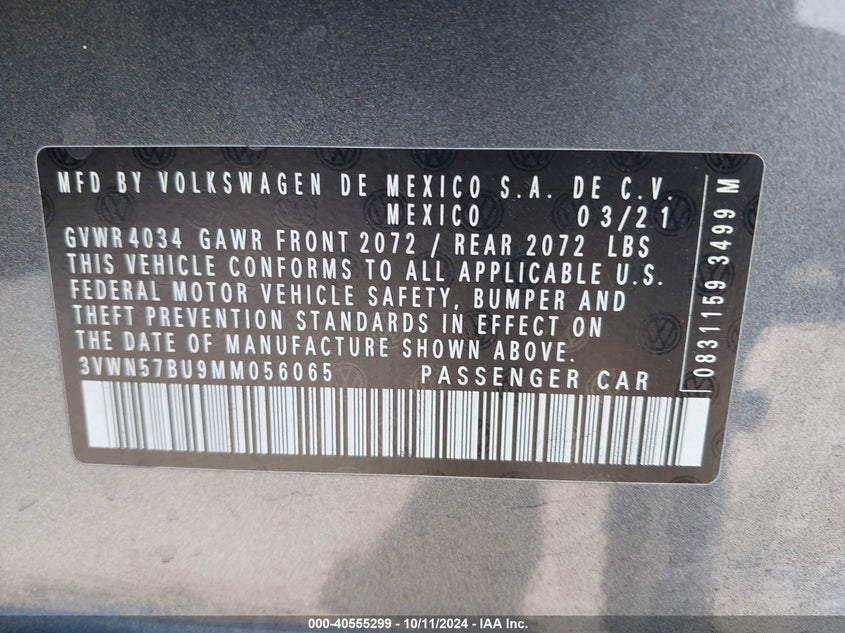 MFD BY VOLKSWAGEN DE MEXICO S.A. DE C.V.
MEXICO 03/21
GVWR 4034 GAWR FRONT 2072 / REAR 2072 LBS
THIS VEHICLE CONFORMS TO ALL APPLICABLE U.S.
FEDERAL MOTOR VEHICLE SAFETY, BUMPER AND
THEFT PREVENTION STANDARDS IN EFFECT ON
THE DATE OF MANUFACTURE SHOWN ABOVE.
3VWN57BU9MM056065 PASSENGER CAR
0831159 3499 M
000-40555299 - 10/11/2024 - IAA Inc.